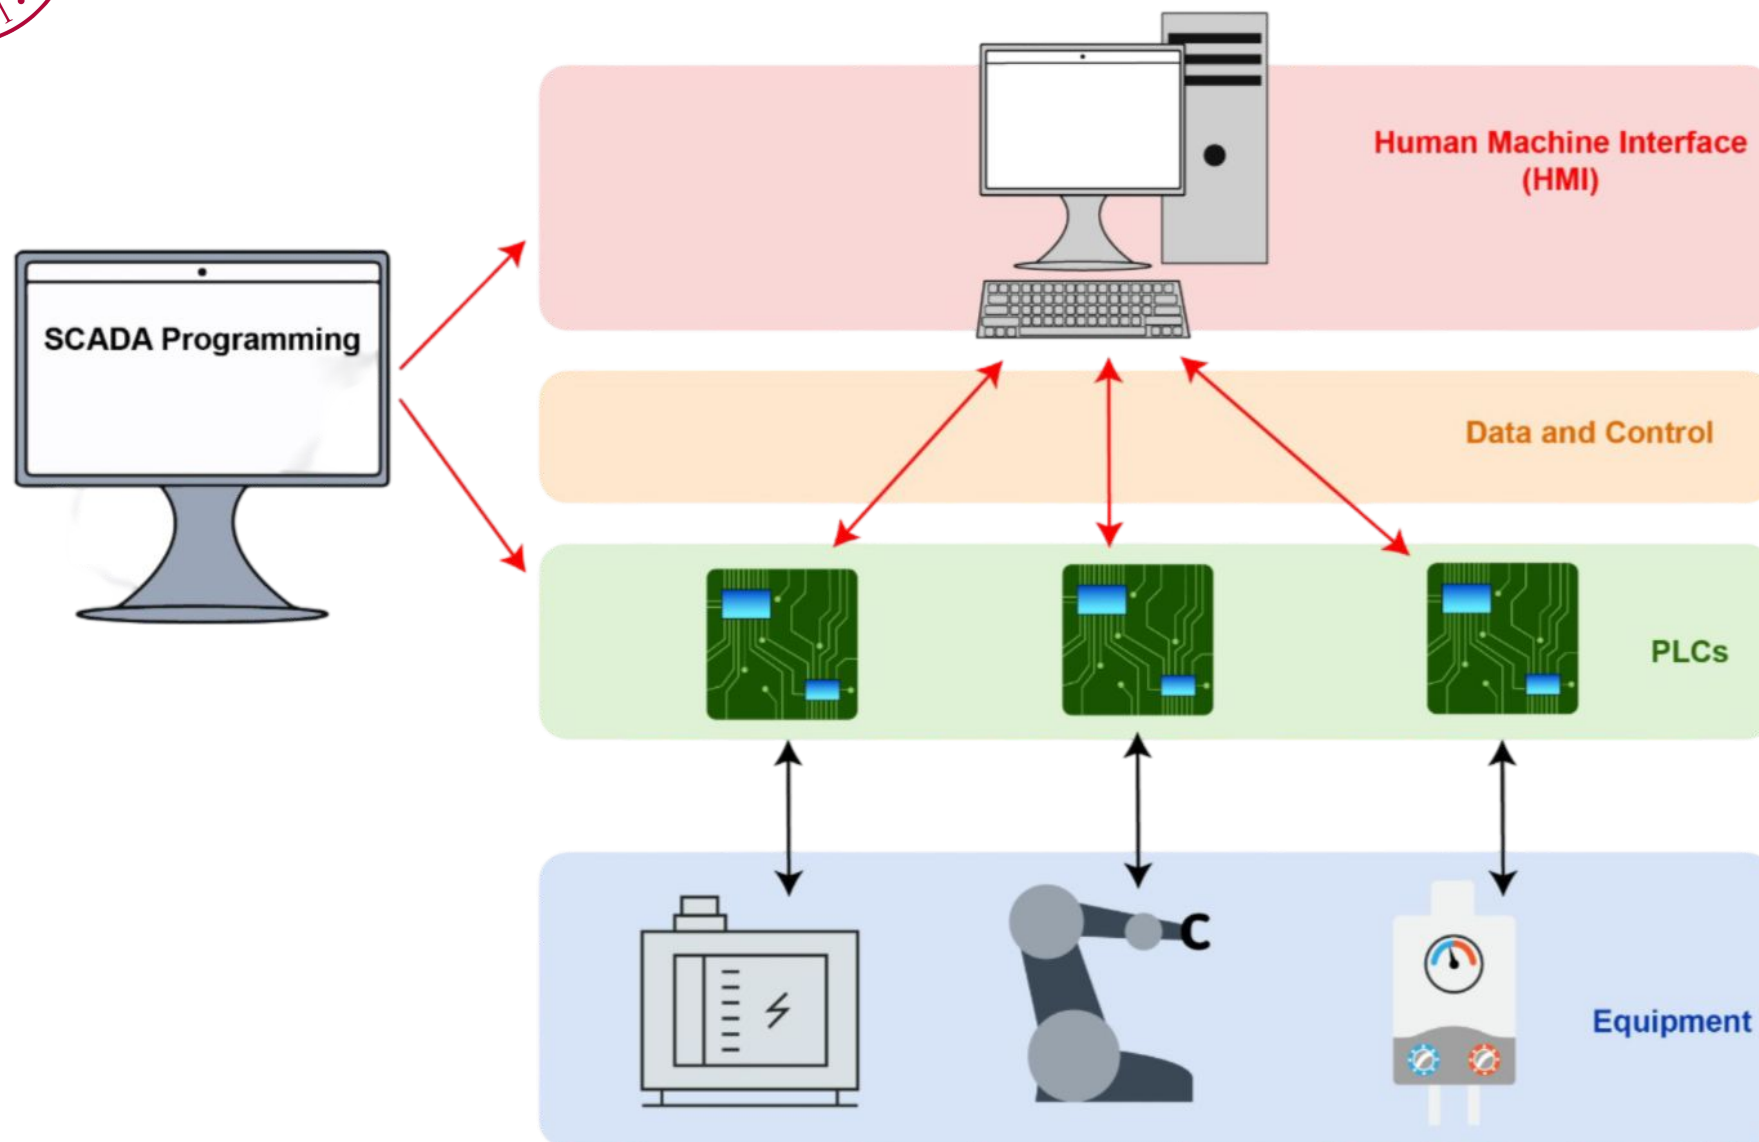 SCADA Programming
Human Machine Interface
(HMI)
Data and Control
PLCs
Equipment